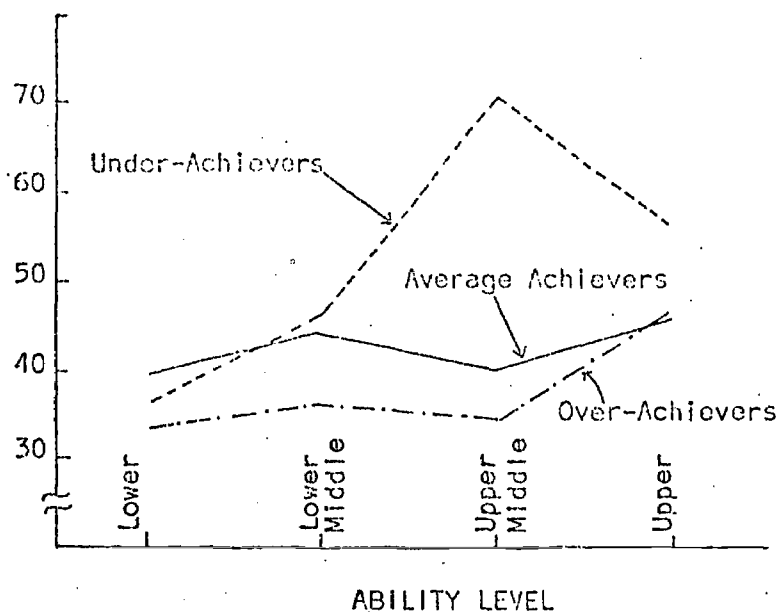 70
Under-Achievers
60
50
Average Achievers
40
Over-Achievers
30
Lower
Lower
Middle
Upper
Middle
Upper
ABILITY LEVEL